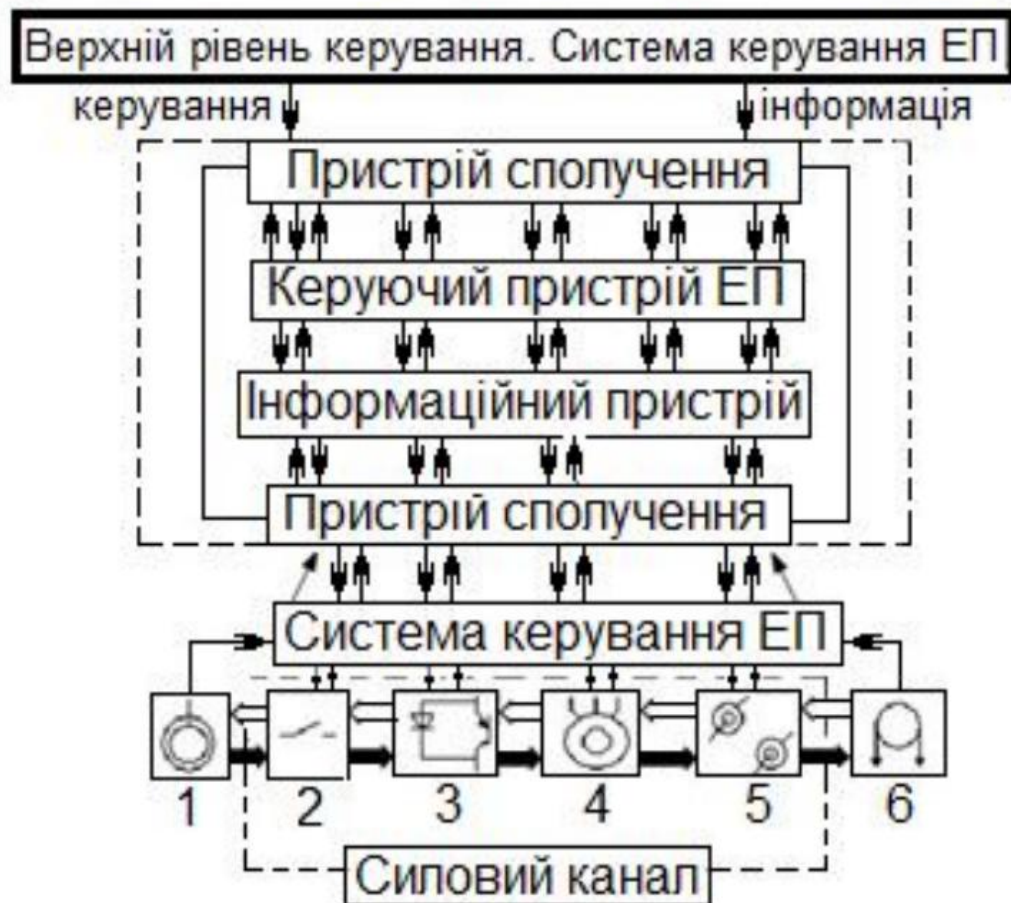 Верхній рівень керування. Система керування ЕП
керування інформація
Пристрій сполучення
Керуючий пристрій ЕП
Інформаційний пристрій
Пристрій сполучення
Система керування ЕП
1 2 3 4 5 6
Силовий канал